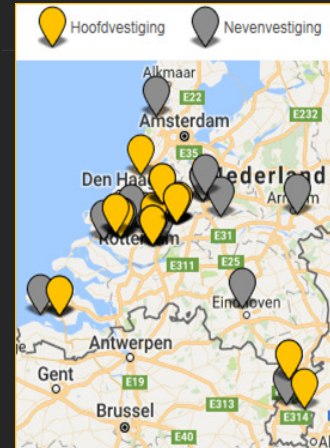 Hoofdvestiging Nevenvestiging
Alkmaar
E22
Amsterdam
E232
E35
Den Haag
Nederland
Arnhem
Rotterdam
E31
E311
E25
Eindhoven
Antwerpen
Gent
E19
E313
Brussel
E314
E40